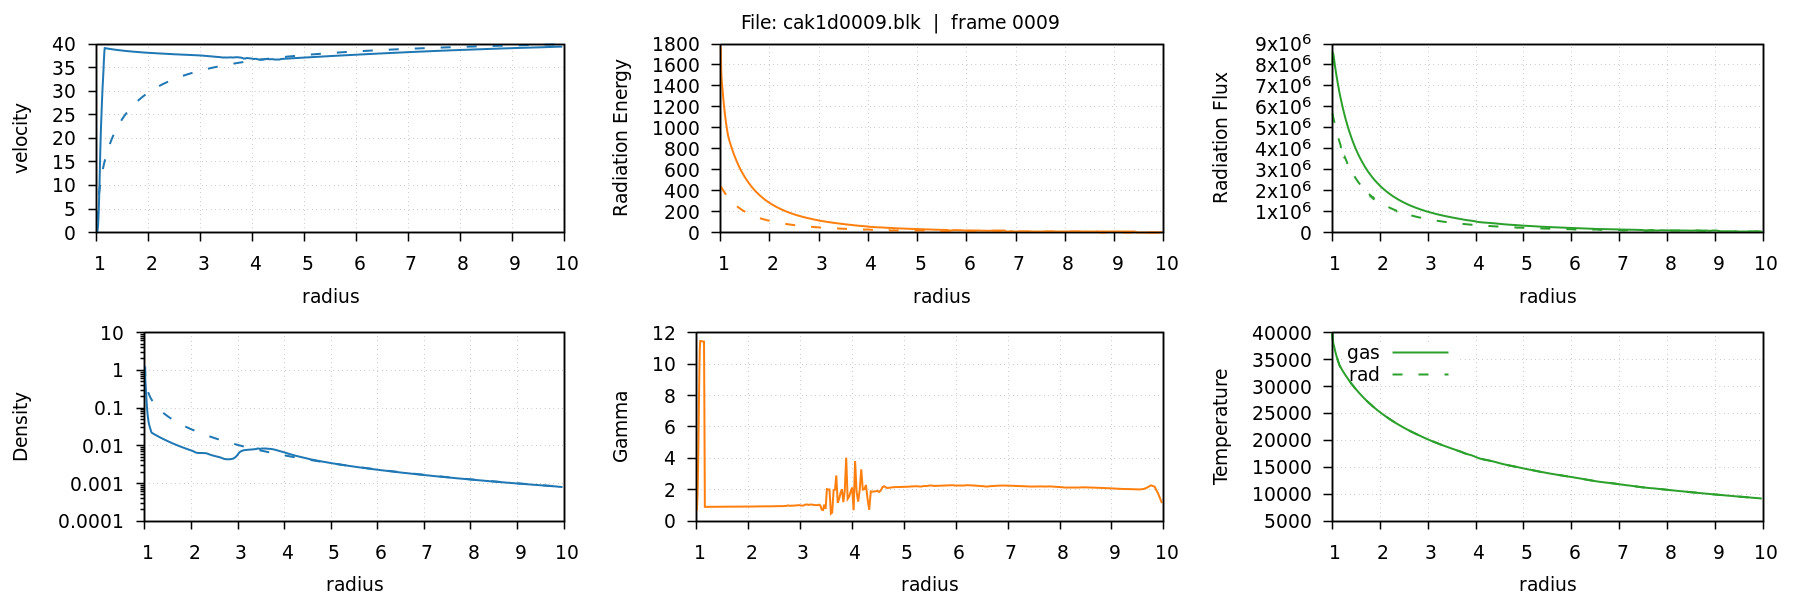 File: cak1d0009.blk | frame 0009
velocity
40
35
30
25
20
15
10
5
0
1 2 3 4 5 6 7 8 9 10
radius
Radiation Energy
1800
1600
1400
1200
1000
800
600
400
200
0
1 2 3 4 5 6 7 8 9 10
radius
Radiation Flux
9x10⁶
8x10⁶
7x10⁶
6x10⁶
5x10⁶
4x10⁶
3x10⁶
2x10⁶
1x10⁶
0
1 2 3 4 5 6 7 8 9 10
radius
Density
10
1
0.1
0.01
0.001
0.0001
1 2 3 4 5 6 7 8 9 10
radius
Gamma
12
10
8
6
4
2
0
1 2 3 4 5 6 7 8 9 10
radius
Temperature
40000
35000
30000
25000
20000
15000
10000
5000
gas
rad
1 2 3 4 5 6 7 8 9 10
radius